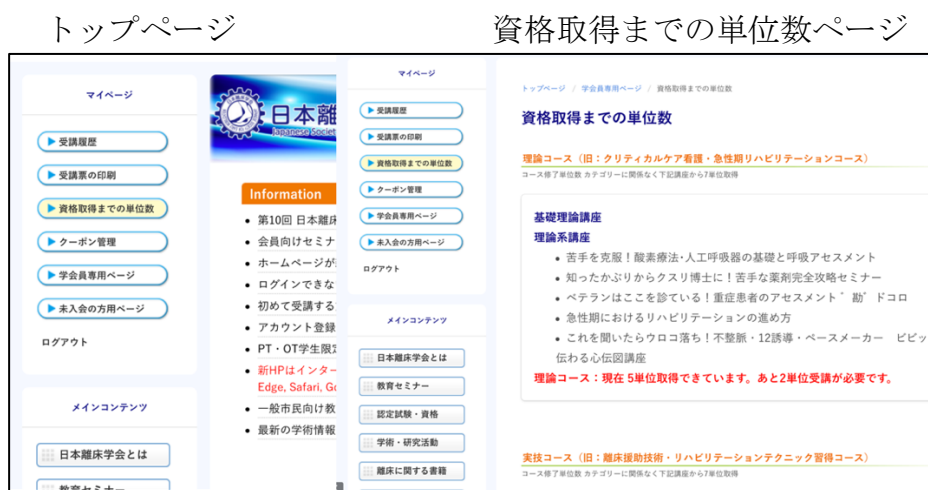 トップページ
資格取得までの単位数ページ
マイページ
受講履歴
受講票の印刷
資格取得までの単位数
クーポン管理
学会員専用ページ
未入会の方用ページ
ログアウト
メインコンテンツ
日本離床学会とは
教育セミナー
日本離
Japanese Societ
Information
第10回 日本離床
会員向けセミナ
ホームページが
ログインできな
初めて受講する
アカウント登録
PT・OT学生限定
新HPはインター
Edge, Safari, Go
一般市民向け教
最新の学術情報
マイページ
受講履歴
受講票の印刷
資格取得までの単位数
クーポン管理
学会員専用ページ
未入会の方用ページ
ログアウト
メインコンテンツ
日本離床学会とは
教育セミナー
認定試験・資格
学術・研究活動
離床に関する書籍
トップページ / 学会員専用ページ / 資格取得までの単位数
資格取得までの単位数
理論コース（旧：クリティカルケア看護・急性期リハビリテーションコース）
コース修了単位数 カテゴリーに関係なく下記講座から7単位取得
基礎理論講座
理論系講座
苦手を克服！酸素療法・人工呼吸器の基礎と呼吸アセスメント
知ったかぶりからクスリ博士に！苦手な薬剤完全攻略セミナー
ベテランはここを診ている！重症患者のアセスメント゛勘゛ドコロ
急性期におけるリハビリテーションの進め方
これを聞いたらウロコ落ち！不整脈・12誘導・ペースメーカー ビビッ
伝わる心伝図講座
理論コース：現在 5単位取得できています。あと2単位受講が必要です。
実技コース（旧：離床援助技術・リハビリテーションテクニック習得コース）
コース修了単位数 カテゴリーに関係なく下記講座から7単位取得